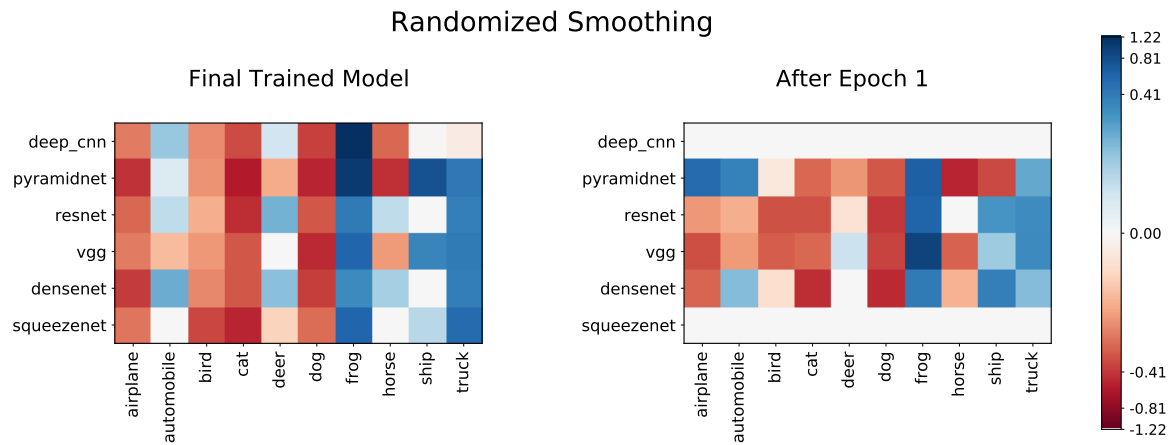 Randomized Smoothing
Final Trained Model
deep_cnn
pyramidnet
resnet
vgg
densenet
squeezenet
airplane
automobile
bird
cat
deer
dog
frog
horse
ship
truck
After Epoch 1
deep_cnn
pyramidnet
resnet
vgg
densenet
squeezenet
airplane
automobile
bird
cat
deer
dog
frog
horse
ship
truck
1.22
0.81
0.41
0.00
-0.41
-0.81
-1.22